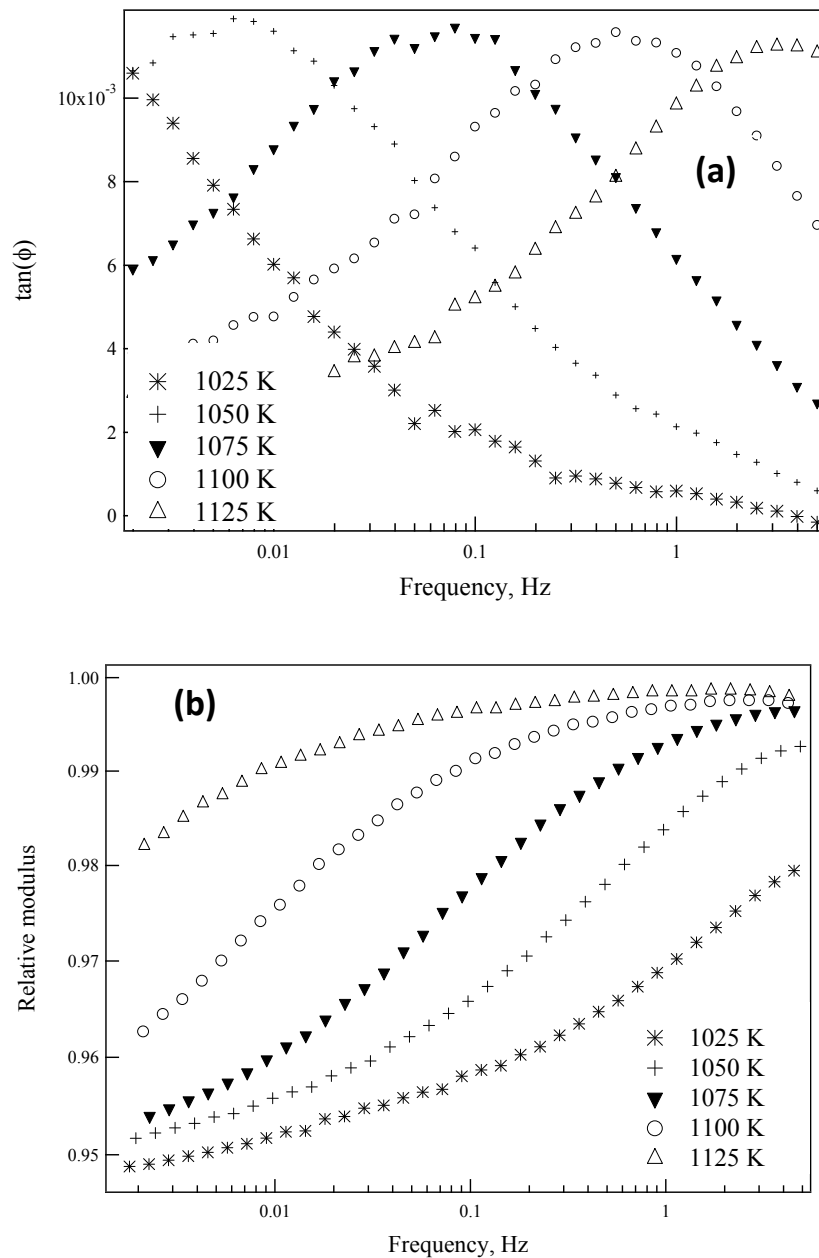 10x10⁻³
8
6
4
2
0
tan(ϕ)
(a)
1025 K
1050 K
1075 K
1100 K
1125 K
0.01
0.1
1
Frequency, Hz
1.00
0.99
0.98
0.97
0.96
0.95
Relative modulus
(b)
1025 K
1050 K
1075 K
1100 K
1125 K
0.01
0.1
1
Frequency, Hz